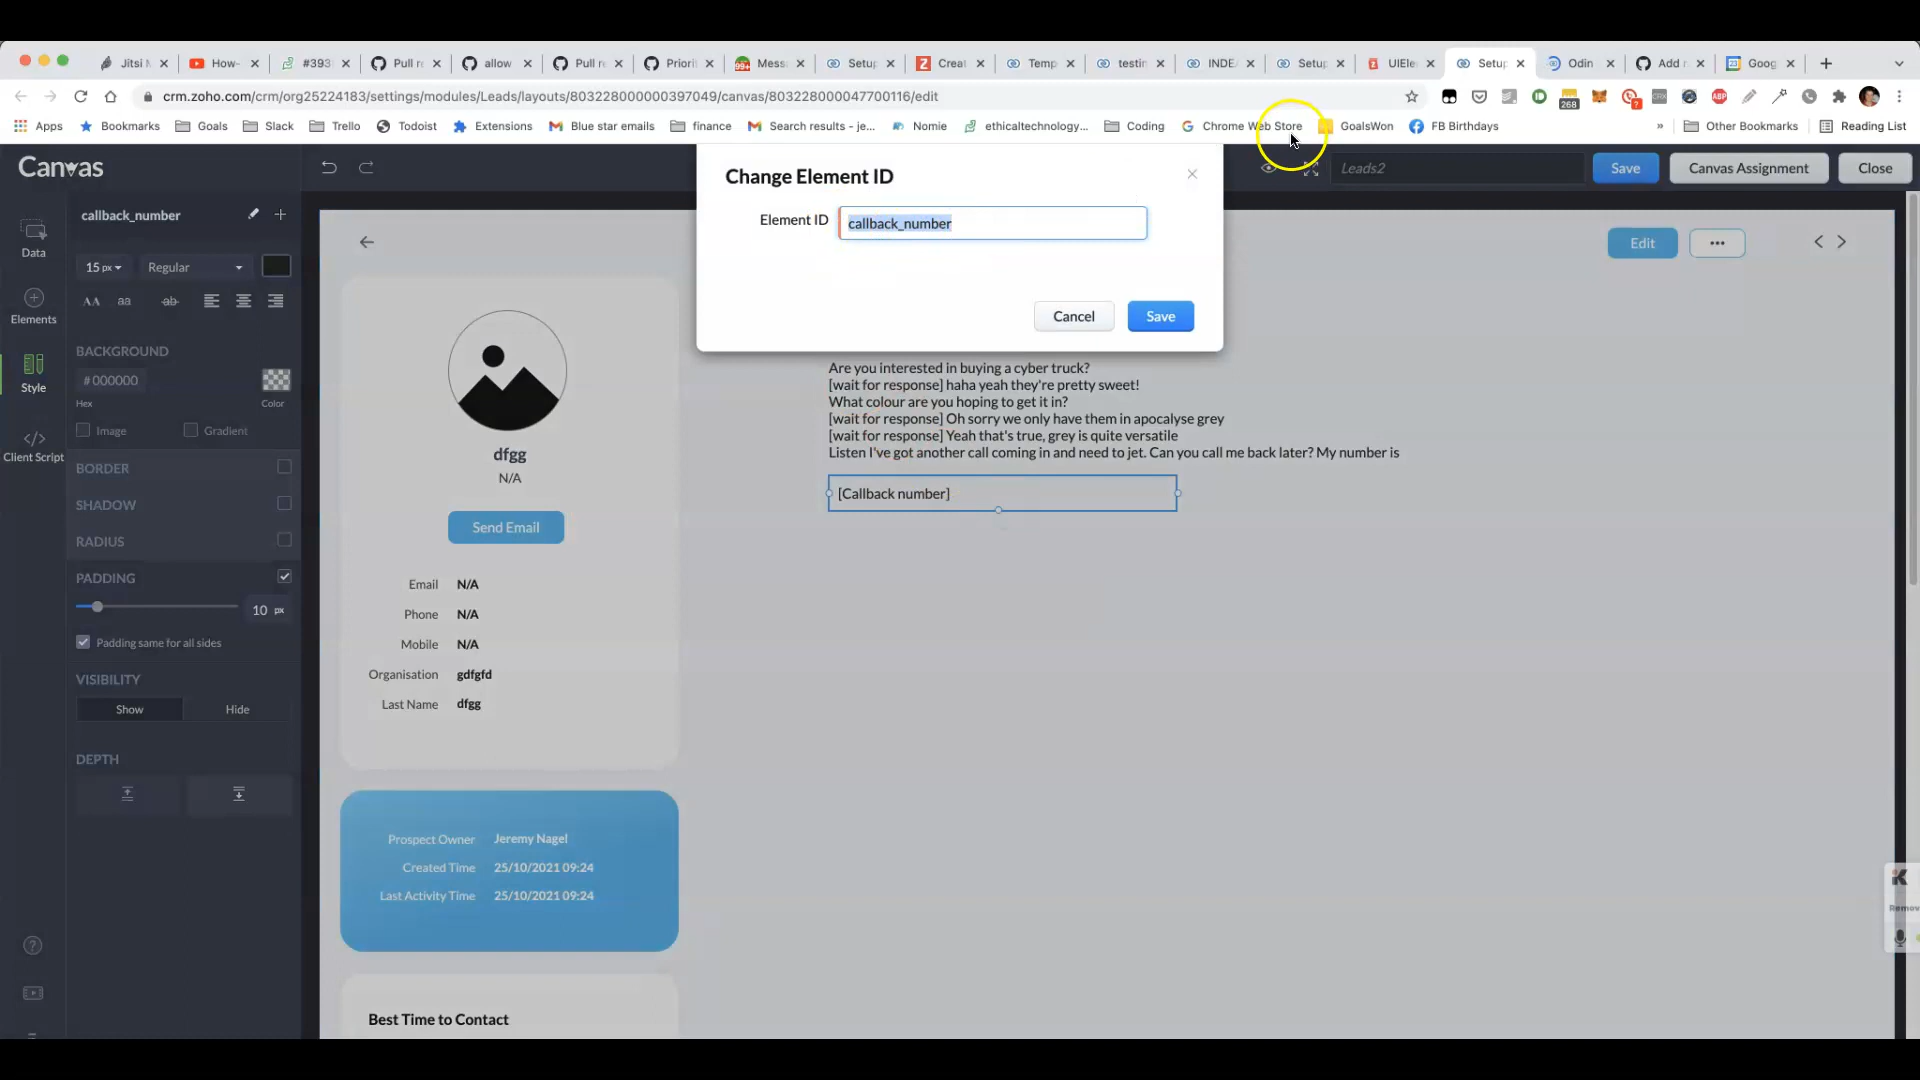 Jitsi M
How-
#393
Pull re
allow
Pull re
Priori
Mess
Setup
Creat
Temp
testin
INDEA
Setup
UIEle
Setup
Odin
Add n
Goog
crm.zoho.com/crm/org25224183/settings/modules/Leads/layouts/803228000000397049/canvas/803228000047700116/edit
268
Apps
Bookmarks
Goals
Slack
Trello
Todoist
Extensions
Blue star emails
finance
Search results - je...
Nomie
ethicaltechnology...
Coding
Chrome Web Store
GoalsWon
FB Birthdays
»
Other Bookmarks
Reading List
Canvas
Leads2
Save
Canvas Assignment
Close
Change Element ID
Element ID
callback_number
Cancel
Save
Data
Elements
Style
Client Script
callback_number
15 px
Regular
AA
aa
ab
BACKGROUND
#000000
Hex
Color
Image
Gradient
BORDER
SHADOW
RADIUS
PADDING
10 px
Padding same for all sides
VISIBILITY
Show
Hide
DEPTH
Edit
...
dfgg
N/A
Send Email
Email N/A
Phone N/A
Mobile N/A
Organisation gdfgfd
Last Name dfgg
Prospect Owner Jeremy Nagel
Created Time 25/10/2021 09:24
Last Activity Time 25/10/2021 09:24
Best Time to Contact
Are you interested in buying a cyber truck?
[wait for response] haha yeah they're pretty sweet!
What colour are you hoping to get it in?
[wait for response] Oh sorry we only have them in apocalyse grey
[wait for response] Yeah that's true, grey is quite versatile
Listen I've got another call coming in and need to jet. Can you call me back later? My number is
[Callback number]
Remov